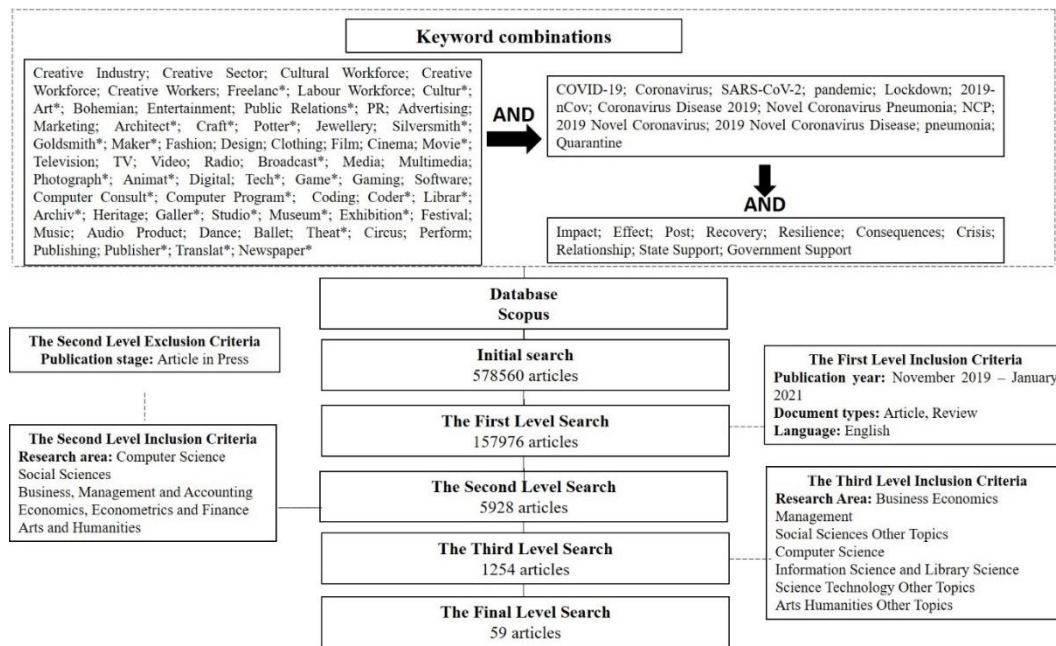 Keyword combinations
Creative Industry; Creative Sector; Cultural Workforce; Creative
Workforce; Creative Workers; Freelanc*; Labour Workforce; Cultur*;
Art*; Bohemian; Entertainment; Public Relations*; PR; Advertising;
Marketing; Architect*; Craft*; Potter*; Jewellery; Silversmith*;
Goldsmith*; Maker*; Fashion; Design; Clothing; Film; Cinema; Movie*;
Television; TV; Video; Radio; Broadcast*; Media; Multimedia;
Photograph*; Animat*; Digital; Tech*; Game*; Gaming; Software;
Computer Consult*; Computer Program*; Coding; Coder*; Librar*;
Archiv*; Heritage; Galler*; Studio*; Museum*; Exhibition*; Festival;
Music; Audio Product; Dance; Ballet; Theat*; Circus; Perform;
Publishing; Publisher*; Translat*; Newspaper*
AND
COVID-19; Coronavirus; SARS-CoV-2; pandemic; Lockdown; 2019-
nCov; Coronavirus Disease 2019; Novel Coronavirus Pneumonia; NCP;
2019 Novel Coronavirus; 2019 Novel Coronavirus Disease; pneumonia;
Quarantine
AND
Impact; Effect; Post; Recovery; Resilience; Consequences; Crisis;
Relationship; State Support; Government Support
Database
Scopus
The Second Level Exclusion Criteria
Publication stage: Article in Press
Initial search
578560 articles
The First Level Inclusion Criteria
Publication year: November 2019 – January
2021
Document types: Article, Review
Language: English
The First Level Search
157976 articles
The Second Level Inclusion Criteria
Research area: Computer Science
Social Sciences
Business, Management and Accounting
Economics, Econometrics and Finance
Arts and Humanities
The Second Level Search
5928 articles
The Third Level Inclusion Criteria
Research Area: Business Economics
Management
Social Sciences Other Topics
Computer Science
Information Science and Library Science
Science Technology Other Topics
Arts Humanities Other Topics
The Third Level Search
1254 articles
The Final Level Search
59 articles